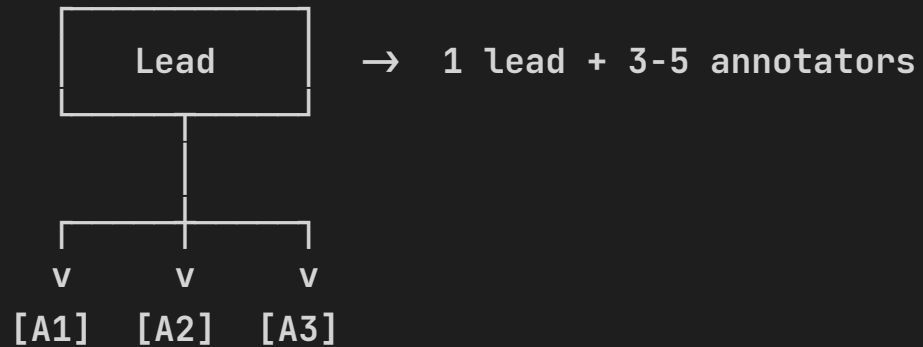 Lead → 1 lead + 3-5 annotators
v v v
[A1] [A2] [A3]